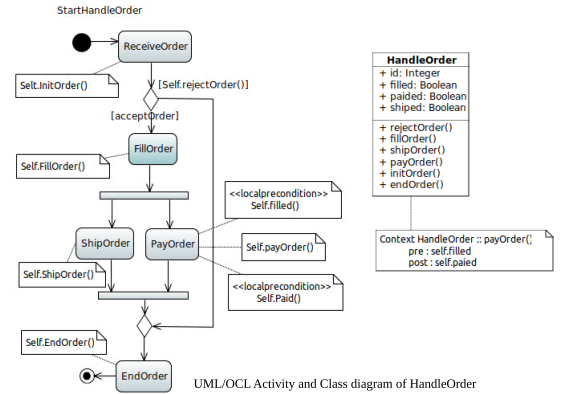 StartHandleOrder
ReceiveOrder
Selt.InitOrder()
[Self.rejectOrder()]
[acceptOrder]
FillOrder
Self.FillOrder()
<<localprecondition>>
Self.filled()
ShipOrder
PayOrder
Self.payOrder()
Self.ShipOrder()
<<localprecondition>>
Self.Paid()
Self.EndOrder()
EndOrder
HandleOrder
+ id: Integer
+ filled: Boolean
+ paided: Boolean
+ shiped: Boolean
+ rejectOrder()
+ fillOrder()
+ shipOrder()
+ payOrder()
+ initOrder()
+ endOrder()
Context HandleOrder :: payOrder()
pre : self.filled
post : self.paied
UML/OCL Activity and Class diagram of HandleOrder